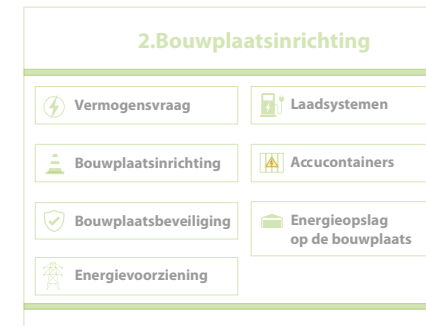 2.Bouwplaatsinrichting
Vermogensvraag
Laadsystemen
Bouwplaatsinrichting
Accucontainers
Bouwplaatsbeveiliging
Energieopslag
op de bouwplaats
Energievoorziening